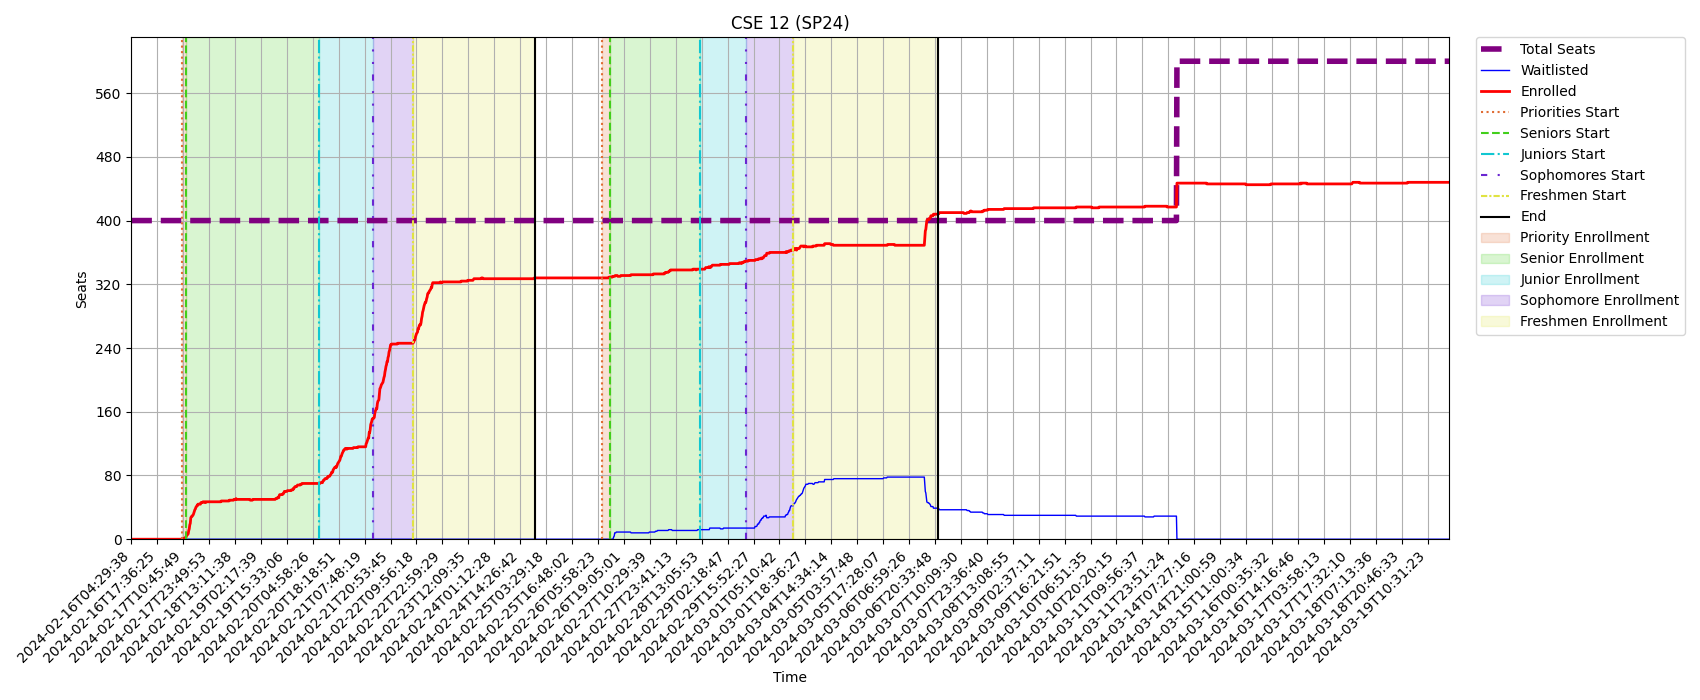 CSE 12 (SP24)
Total Seats
Waitlisted
Enrolled
Priorities Start
Seniors Start
Juniors Start
Sophomores Start
Freshmen Start
End
Priority Enrollment
Senior Enrollment
Junior Enrollment
Sophomore Enrollment
Freshmen Enrollment
Seats
560
480
400
320
240
160
80
0
2024-02-16T04:29:38
2024-02-16T17:36:25
2024-02-17T10:45:49
2024-02-17T23:49:53
2024-02-18T13:11:38
2024-02-19T02:17:39
2024-02-19T15:33:06
2024-02-20T04:58:26
2024-02-20T18:18:51
2024-02-21T07:48:19
2024-02-21T20:53:45
2024-02-22T09:56:18
2024-02-22T22:59:29
2024-02-23T12:09:35
2024-02-24T01:12:28
2024-02-24T14:26:42
2024-02-25T03:29:18
2024-02-25T16:48:02
2024-02-26T05:58:23
2024-02-26T19:05:01
2024-02-27T10:29:39
2024-02-27T23:41:13
2024-02-28T13:05:53
2024-02-29T02:18:47
2024-02-29T15:52:27
2024-03-01T05:10:42
2024-03-01T18:36:27
2024-03-04T14:34:14
2024-03-05T03:57:48
2024-03-05T17:28:07
2024-03-06T06:59:26
2024-03-06T20:33:48
2024-03-07T10:09:30
2024-03-07T23:36:40
2024-03-08T13:08:55
2024-03-09T02:37:11
2024-03-09T16:21:51
2024-03-10T06:51:35
2024-03-10T20:20:15
2024-03-11T09:56:37
2024-03-11T23:51:24
2024-03-14T07:27:16
2024-03-14T21:00:59
2024-03-15T11:00:34
2024-03-16T00:35:32
2024-03-16T14:16:46
2024-03-17T03:58:13
2024-03-17T17:32:10
2024-03-18T07:13:36
2024-03-18T20:46:33
2024-03-19T10:31:23
Time